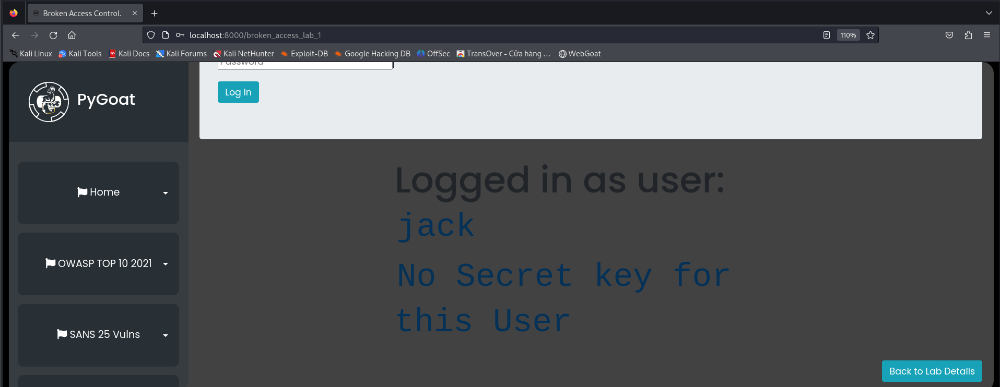 Broken Access Control.
localhost:8000/broken_access_lab_1
110%
Kali Linux Kali Tools Kali Docs Kali Forums Kali NetHunter Exploit-DB Google Hacking DB OffSec TransOver - Cửa hàng ... WebGoat
Password
PyGoat
Log in
Home
OWASP TOP 10 2021
SANS 25 Vulns
Logged in as user:
jack
No Secret key for
this User
Back to Lab Details